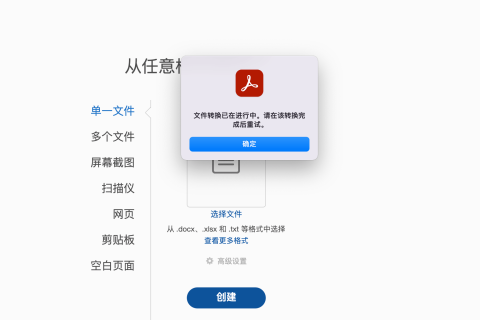 从任意格
文件转换已在进行中。请在该转换完
成后重试。
确定
单一文件
多个文件
屏幕截图
扫描仪
网页
剪贴板
空白页面
选择文件
从 .docx、.xlsx 和 .txt 等格式中选择
查看更多格式
高级设置
创建